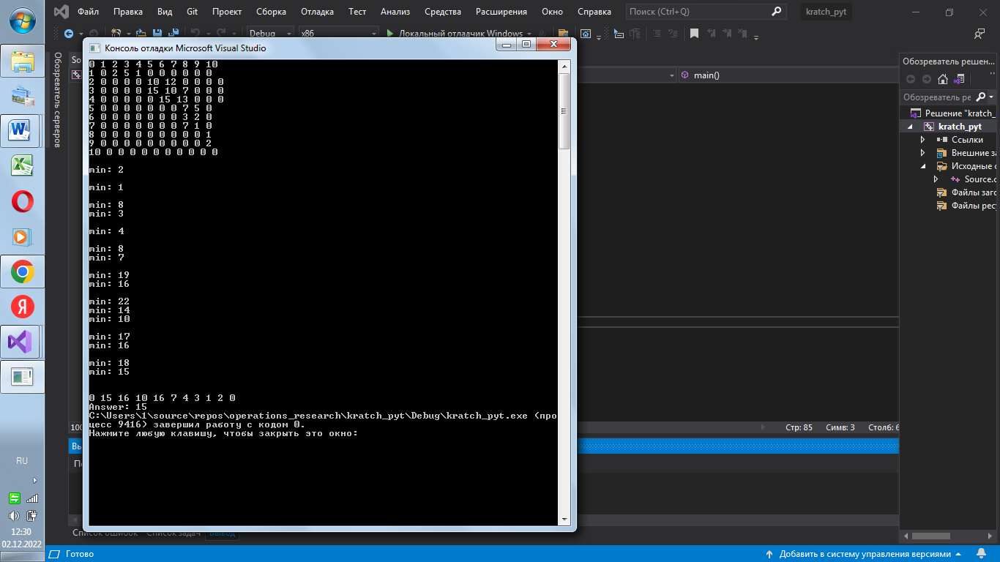 Файл Правка Вид Git Проект Сборка Отладка Тест Анализ Средства Расширения Окно Справка Поиск (Ctrl+Q) kratch_pyt
Debug x86 Локальный отладчик Windows
Консоль отладки Microsoft Visual Studio
Обозреватель серверов
So
main()
0 1 2 3 4 5 6 7 8 9 10
1 0 2 5 1 0 0 0 0 0 0
2 0 0 0 0 10 12 0 0 0 0
3 0 0 0 0 15 10 7 0 0 0
4 0 0 0 0 0 15 13 0 0 0
5 0 0 0 0 0 0 0 7 5 0
6 0 0 0 0 0 0 0 3 2 0
7 0 0 0 0 0 0 0 7 1 0
8 0 0 0 0 0 0 0 0 0 1
9 0 0 0 0 0 0 0 0 0 2
10 0 0 0 0 0 0 0 0 0 0
min: 2
min: 1
min: 8
min: 3
min: 4
min: 8
min: 7
min: 19
min: 16
min: 22
min: 14
min: 10
min: 17
min: 16
min: 18
min: 15
0 15 16 10 16 7 4 3 1 2 0
Answer: 15
C:\Users\1\source\repos\operations_research\kratch_pyt\Debug\kratch_pyt.exe (про
цесс 9416) завершил работу с кодом 0.
Нажмите любую клавишу, чтобы закрыть это окно:
Обозреватель решен...
Обозреватель ре
Решение "kratch_
kratch_pyt
Ссылки
Внешние за
Исходные
Source.c
Файлы заго
Файлы ресу
100
Стр: 85 Симв: 3 Столб: 6
Вы
По
Список ошибок Список задач Вывод
Готово
Добавить в систему управления версиями
RU
12:30
02.12.2022